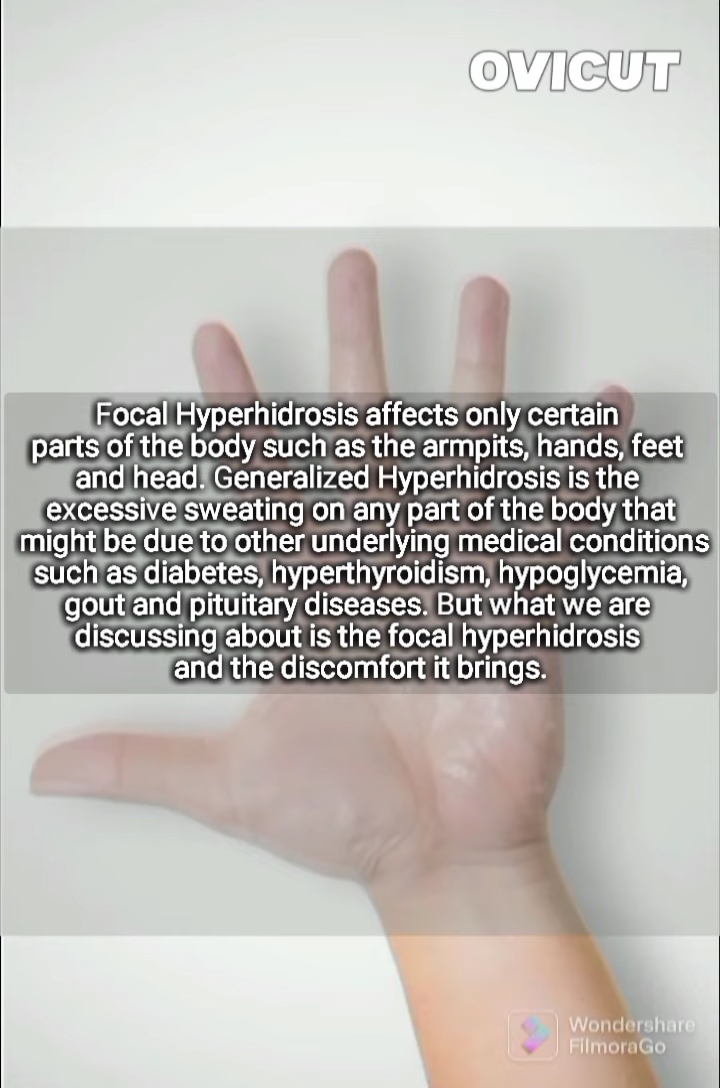 OVICUT
Focal Hyperhidrosis affects only certain
parts of the body such as the armpits, hands, feet
and head. Generalized Hyperhidrosis is the
excessive sweating on any part of the body that
might be due to other underlying medical conditions
such as diabetes, hyperthyroidism, hypoglycemia,
gout and pituitary diseases. But what we are
discussing about is the focal hyperhidrosis
and the discomfort it brings.
Wondershare
FilmoraGo